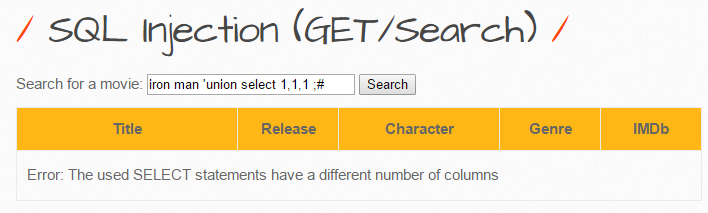 / SQL Injection (GET/Search) /
Search for a movie: iron man 'union select 1,1,1 ;# Search
Title Release Character Genre IMDb
Error: The used SELECT statements have a different number of columns